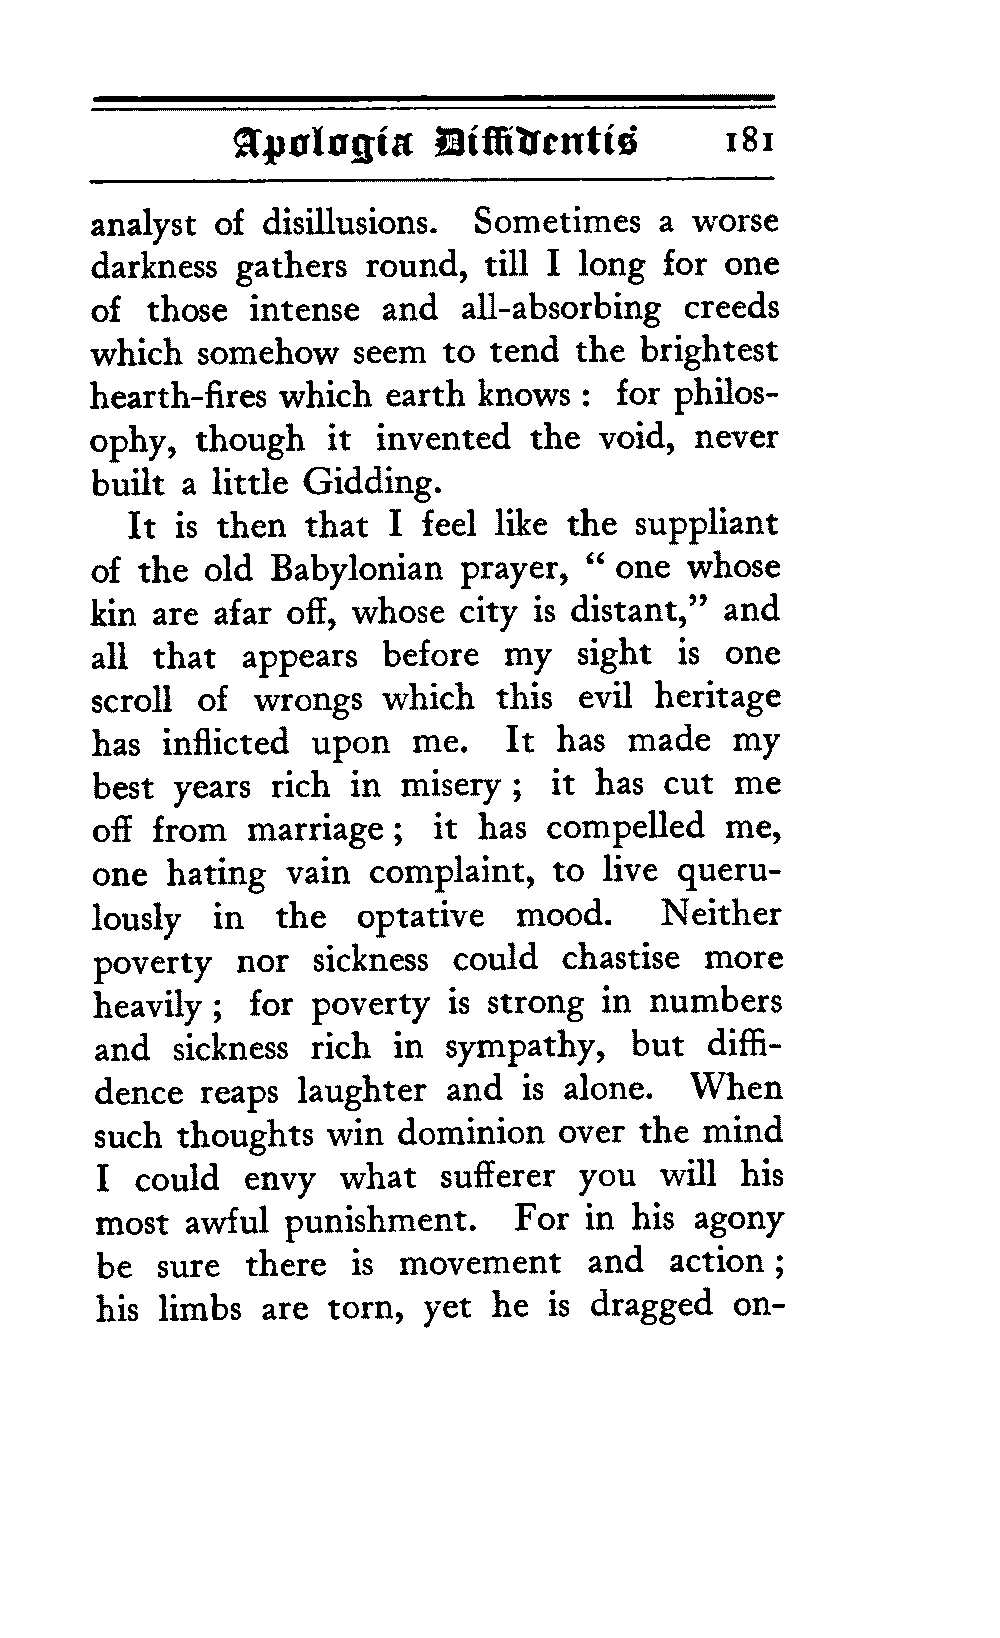 Apologia Diffidentis 181
analyst of disillusions. Sometimes a worse
darkness gathers round, till I long for one
of those intense and all-absorbing creeds
which somehow seem to tend the brightest
hearth-fires which earth knows : for philos-
ophy, though it invented the void, never
built a little Gidding.
It is then that I feel like the suppliant
of the old Babylonian prayer, “ one whose
kin are afar off, whose city is distant,” and
all that appears before my sight is one
scroll of wrongs which this evil heritage
has inflicted upon me. It has made my
best years rich in misery ; it has cut me
off from marriage ; it has compelled me,
one hating vain complaint, to live queru-
lously in the optative mood. Neither
poverty nor sickness could chastise more
heavily ; for poverty is strong in numbers
and sickness rich in sympathy, but diffi-
dence reaps laughter and is alone. When
such thoughts win dominion over the mind
I could envy what sufferer you will his
most awful punishment. For in his agony
be sure there is movement and action ;
his limbs are torn, yet he is dragged on-